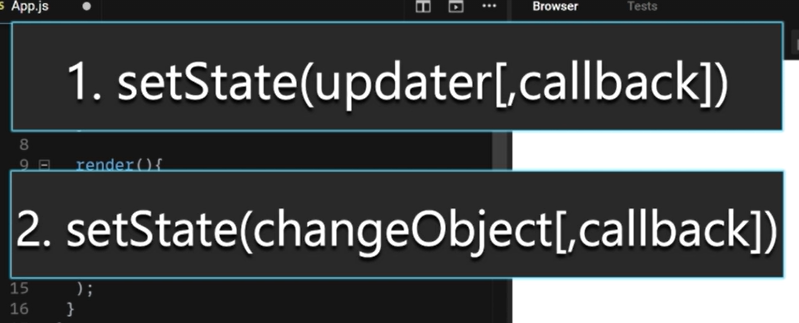 App.js
Browser
Tests
1. setState(updater[,callback])
8
9 render(){
2. setState(changeObject[,callback])
15 );
16 }